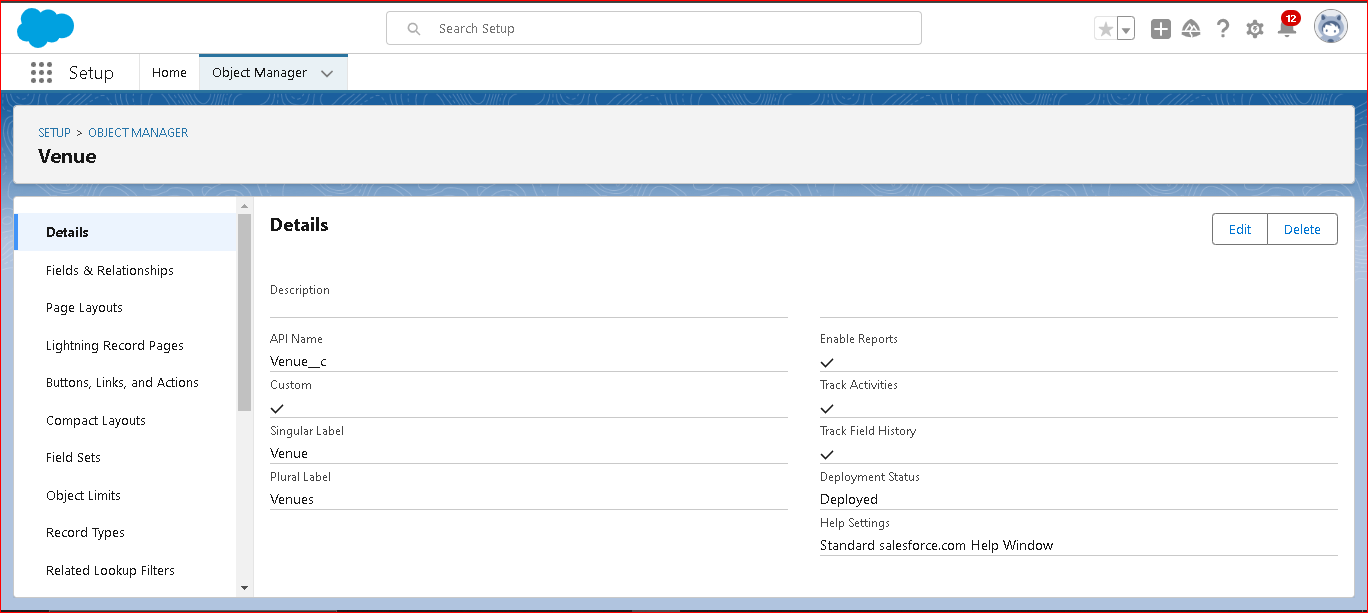 Search Setup
12
Setup
Home
Object Manager
SETUP > OBJECT MANAGER
Venue
Details
Fields & Relationships
Page Layouts
Lightning Record Pages
Buttons, Links, and Actions
Compact Layouts
Field Sets
Object Limits
Record Types
Related Lookup Filters
Details
Edit
Delete
Description
API Name
Venue__c
Custom
Singular Label
Venue
Plural Label
Venues
Enable Reports
Track Activities
Track Field History
Deployment Status
Deployed
Help Settings
Standard salesforce.com Help Window